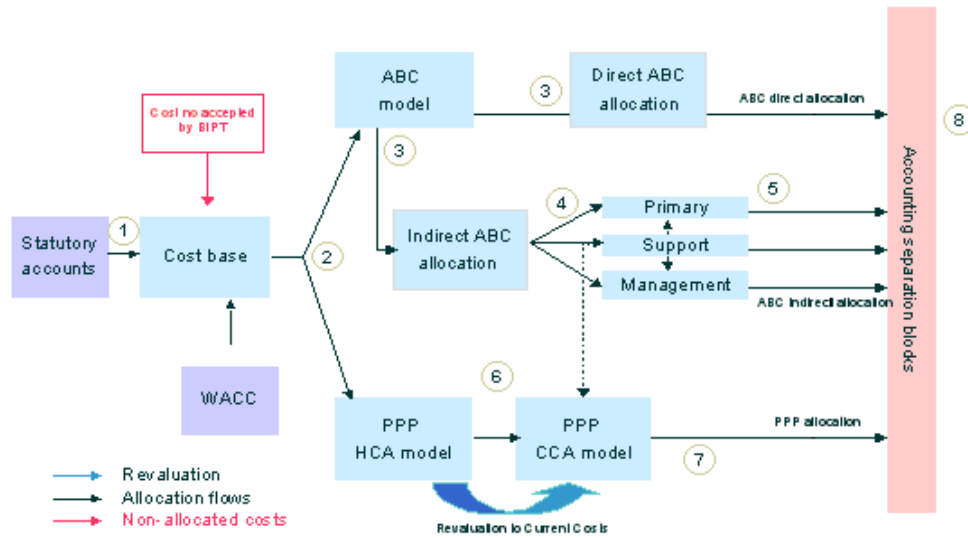 ABC
model
3
Direct ABC
allocation
ABC direct allocation
8
Cost no accepted
by BIPT
3
Accounting separation blocks
4
Primary
5
Statutory
accounts
1
Cost base
2
Indirect ABC
allocation
Support
Management
ABC indirect allocation
WACC
6
PPP
HCA model
PPP
CCA model
PPP allocation
7
Revaluation
Allocation flows
Non-allocated costs
Revaluation to Current Costs